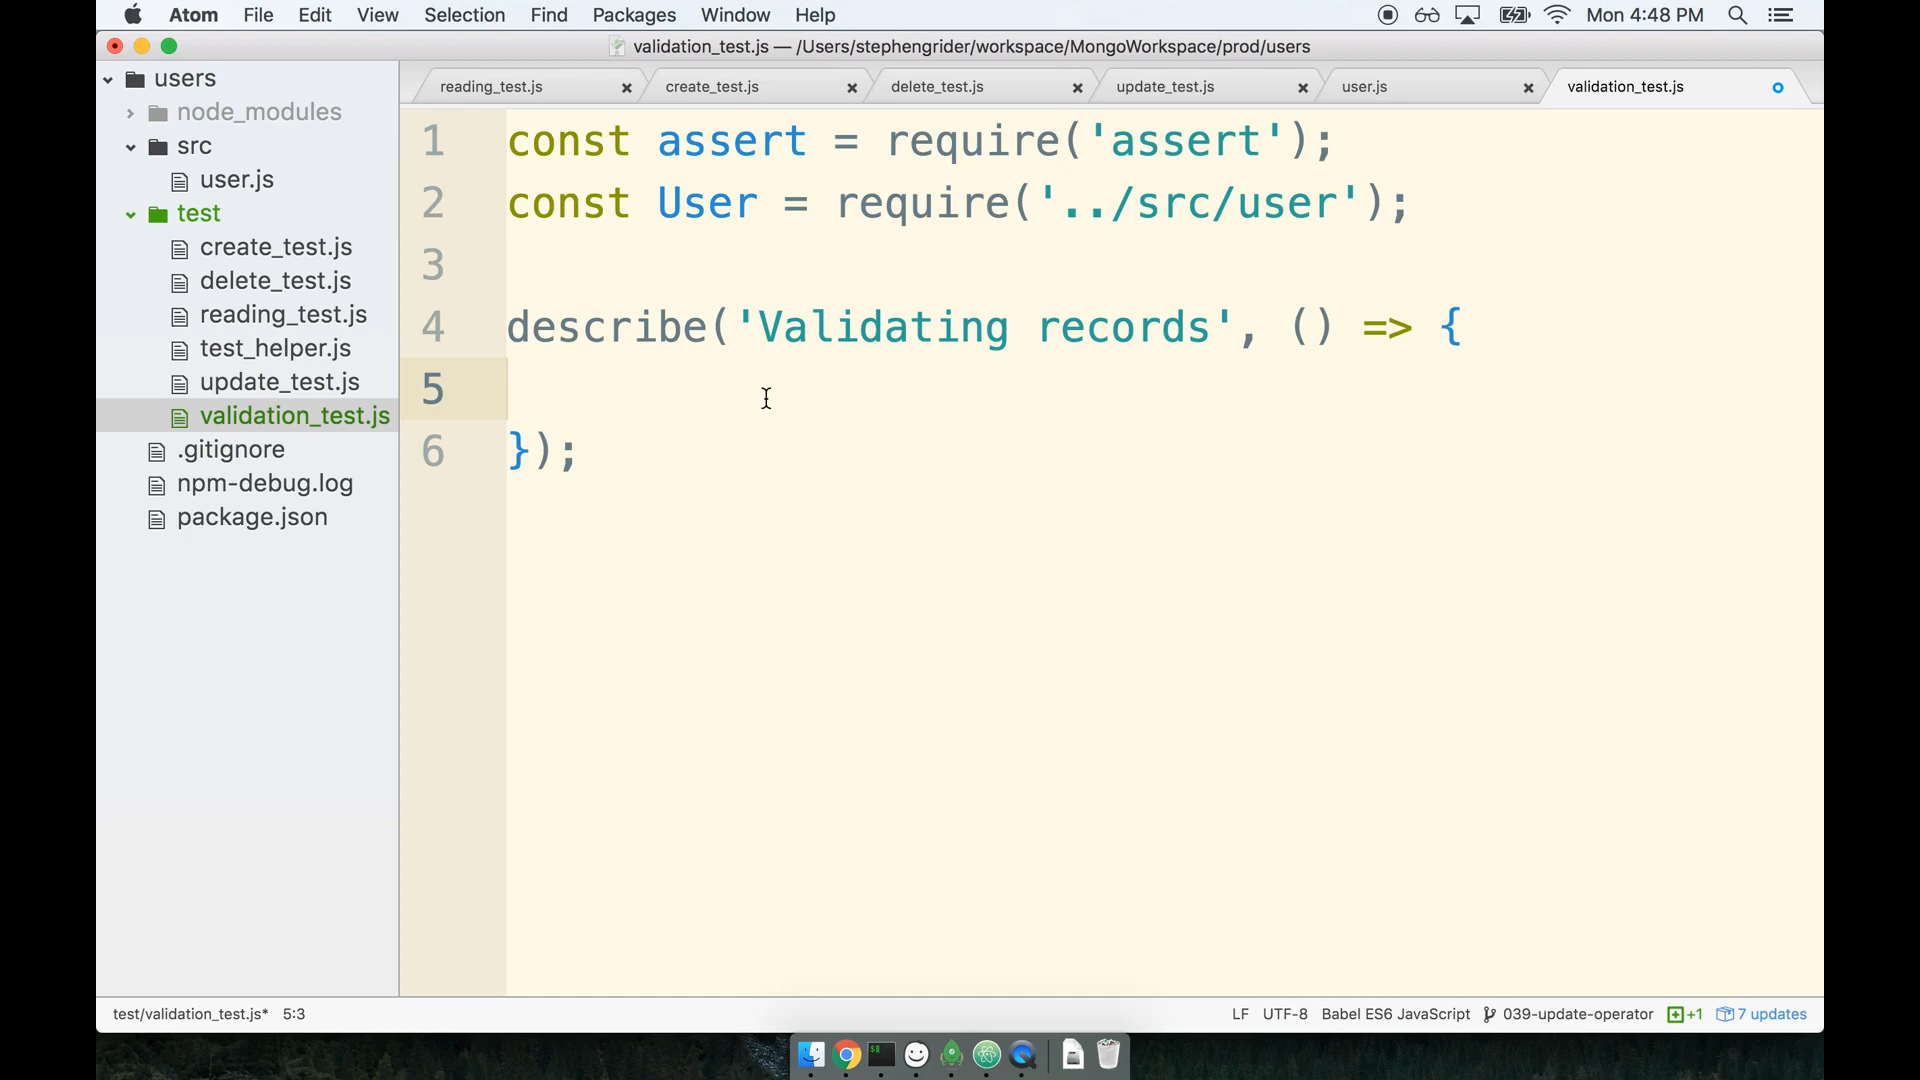 Atom File Edit View Selection Find Packages Window Help Mon 4:48 PM
validation_test.js — /Users/stephengrider/workspace/MongoWorkspace/prod/users
users
node_modules
src
user.js
test
create_test.js
delete_test.js
reading_test.js
test_helper.js
update_test.js
validation_test.js
.gitignore
npm-debug.log
package.json
reading_test.js create_test.js delete_test.js update_test.js user.js validation_test.js
1 const assert = require('assert');
2 const User = require('../src/user');
3
4 describe('Validating records', () => {
5
6 });
test/validation_test.js* 5:3 LF UTF-8 Babel ES6 JavaScript 039-update-operator +1 7 updates